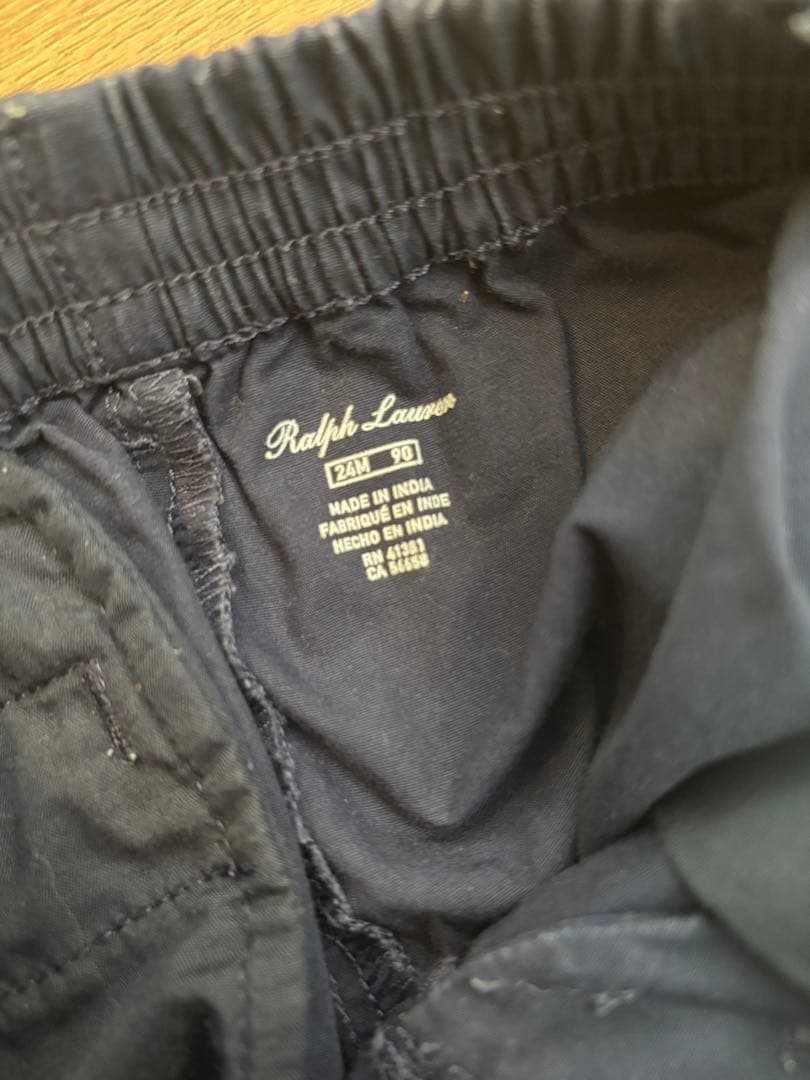 Ralph Lauren
24M 90
MADE IN INDIA
FABRIQUÉ EN INDE
HECHO EN INDIA
RN 41381
CA 56658